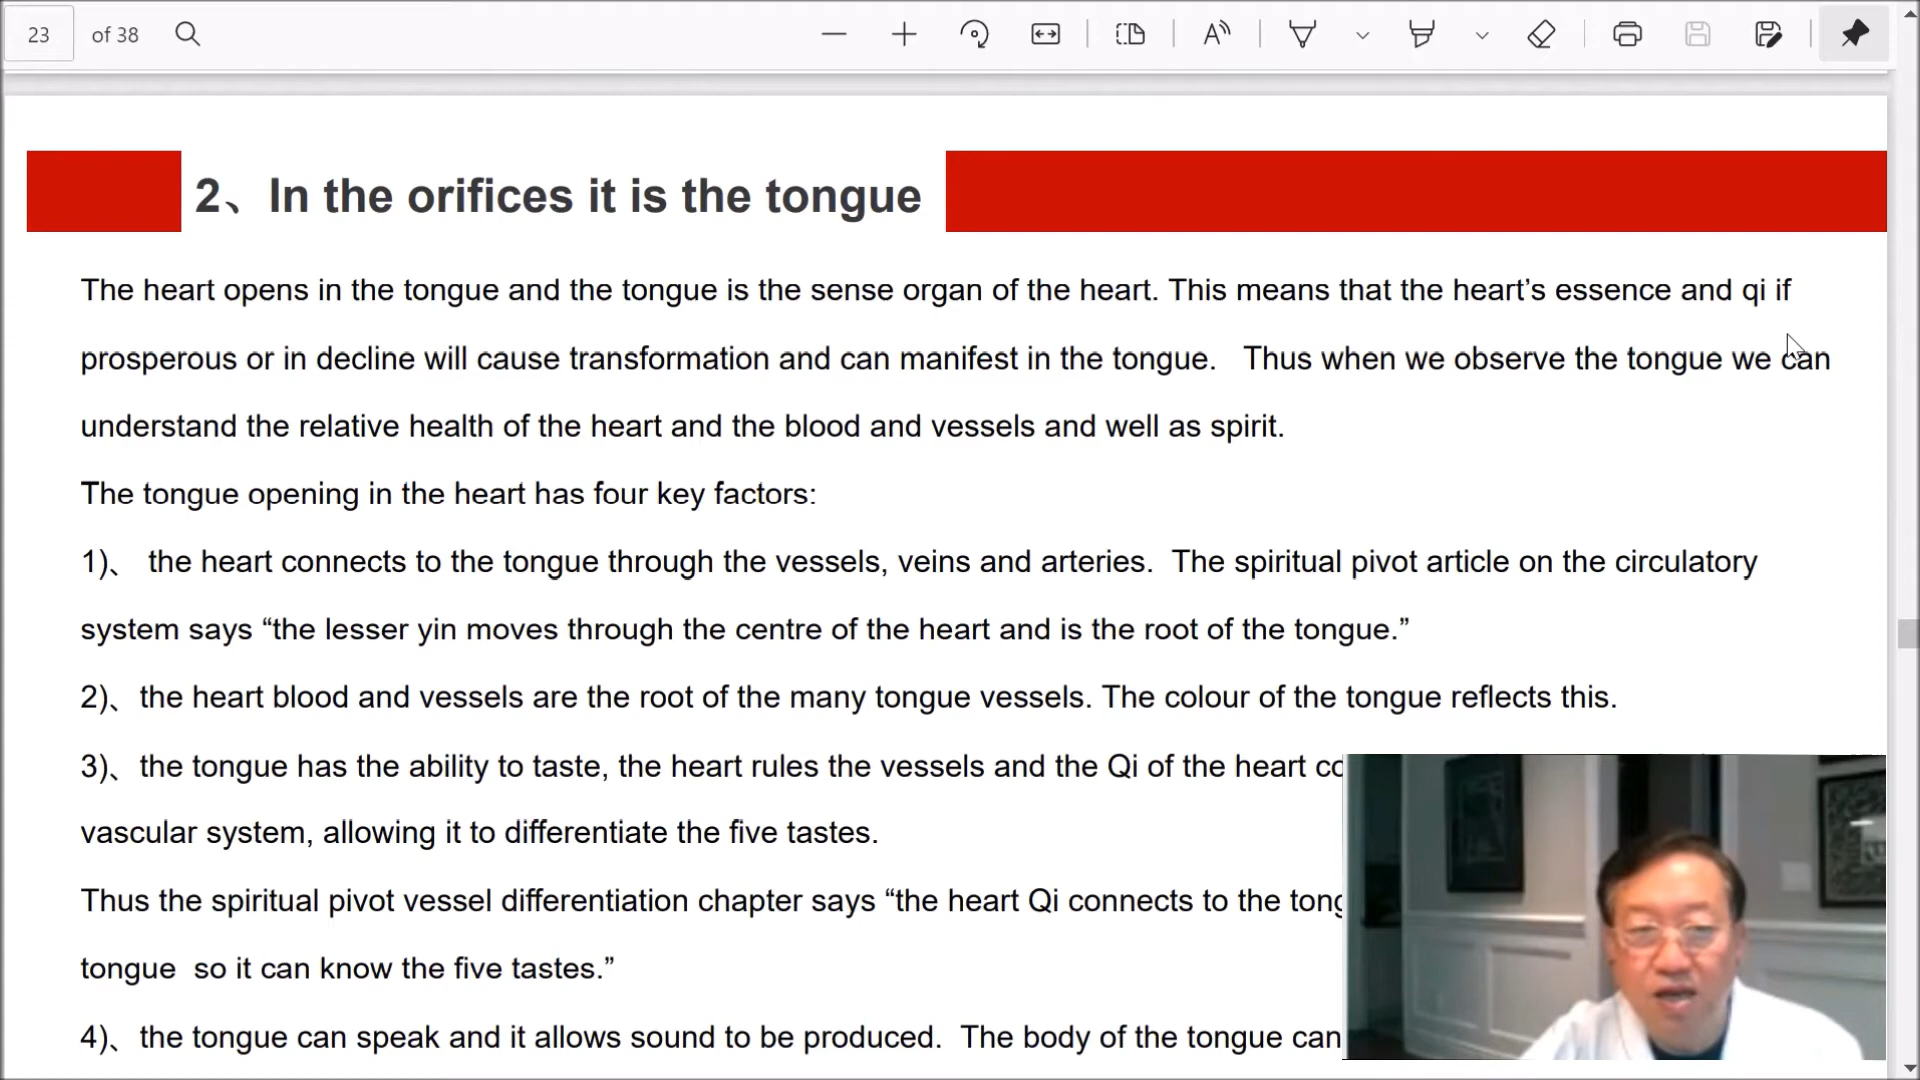 23 of 38
2、In the orifices it is the tongue
The heart opens in the tongue and the tongue is the sense organ of the heart. This means that the heart’s essence and qi if
prosperous or in decline will cause transformation and can manifest in the tongue. Thus when we observe the tongue we can
understand the relative health of the heart and the blood and vessels and well as spirit.
The tongue opening in the heart has four key factors:
1)、 the heart connects to the tongue through the vessels, veins and arteries. The spiritual pivot article on the circulatory
system says “the lesser yin moves through the centre of the heart and is the root of the tongue.”
2)、the heart blood and vessels are the root of the many tongue vessels. The colour of the tongue reflects this.
3)、the tongue has the ability to taste, the heart rules the vessels and the Qi of the heart
vascular system, allowing it to differentiate the five tastes.
Thus the spiritual pivot vessel differentiation chapter says “the heart Qi connects to the
tongue so it can know the five tastes.”
4)、the tongue can speak and it allows sound to be produced. The body of the tongue can